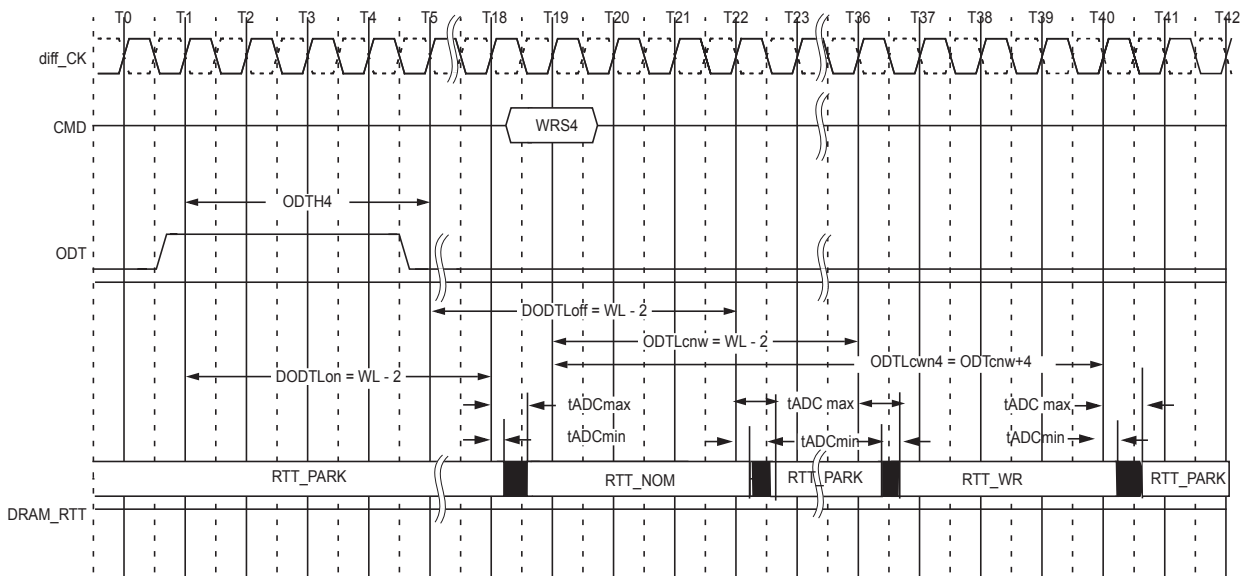 T0 T1 T2 T3 T4 T5 T18 T19 T20 T21 T22 T23 T36 T37 T38 T39 T40 T41 T42
diff_CK
CMD WRS4
ODTH4
ODT
DODTLoff = WL - 2
ODTLcnw = WL - 2
ODTLcwn4 = ODTcnw+4
DODTLon = WL - 2
tADCmax tADC max tADC max
tADCmin tADCmin tADCmin
RTT_PARK RTT_NOM RTT_PARK RTT_WR RTT_PARK
DRAM_RTT